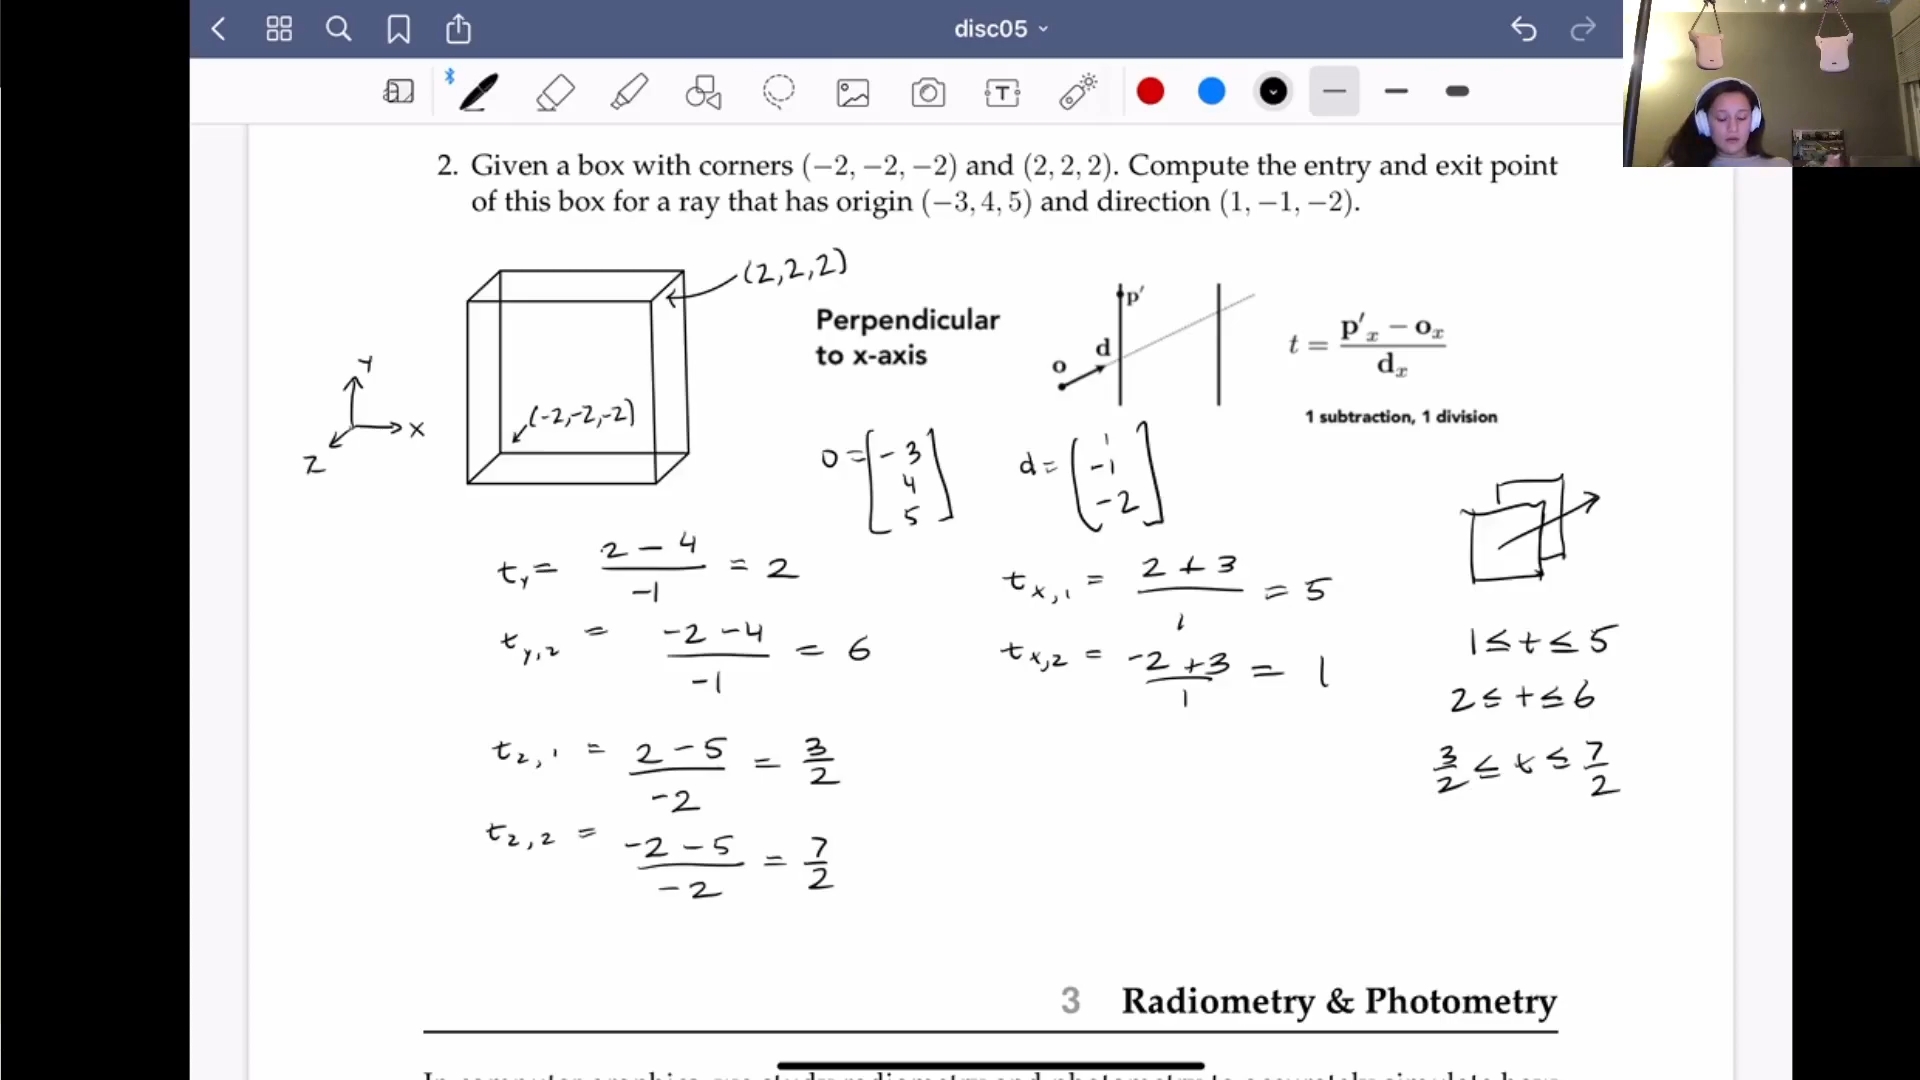 disc05
2. Given a box with corners (−2, −2, −2) and (2, 2, 2). Compute the entry and exit point
of this box for a ray that has origin (−3, 4, 5) and direction (1, −1, −2).
(2,2,2)
Perpendicular
to x-axis
p′
d
o
t = (p′x − ox) / dx
1 subtraction, 1 division
Y
X
Z
(-2,-2,-2)
o = [-3 4 5]
d = [1 -1 -2]
ty = (2 - 4) / -1 = 2
tx,1 = (2 + 3) / 1 = 5
ty,2 = (-2 - 4) / -1 = 6
tx,2 = (-2 + 3) / 1 = 1
1 ≤ t ≤ 5
2 ≤ t ≤ 6
3/2 ≤ t ≤ 7/2
tz,1 = (2 - 5) / -2 = 3/2
tz,2 = (-2 - 5) / -2 = 7/2
3 Radiometry & Photometry